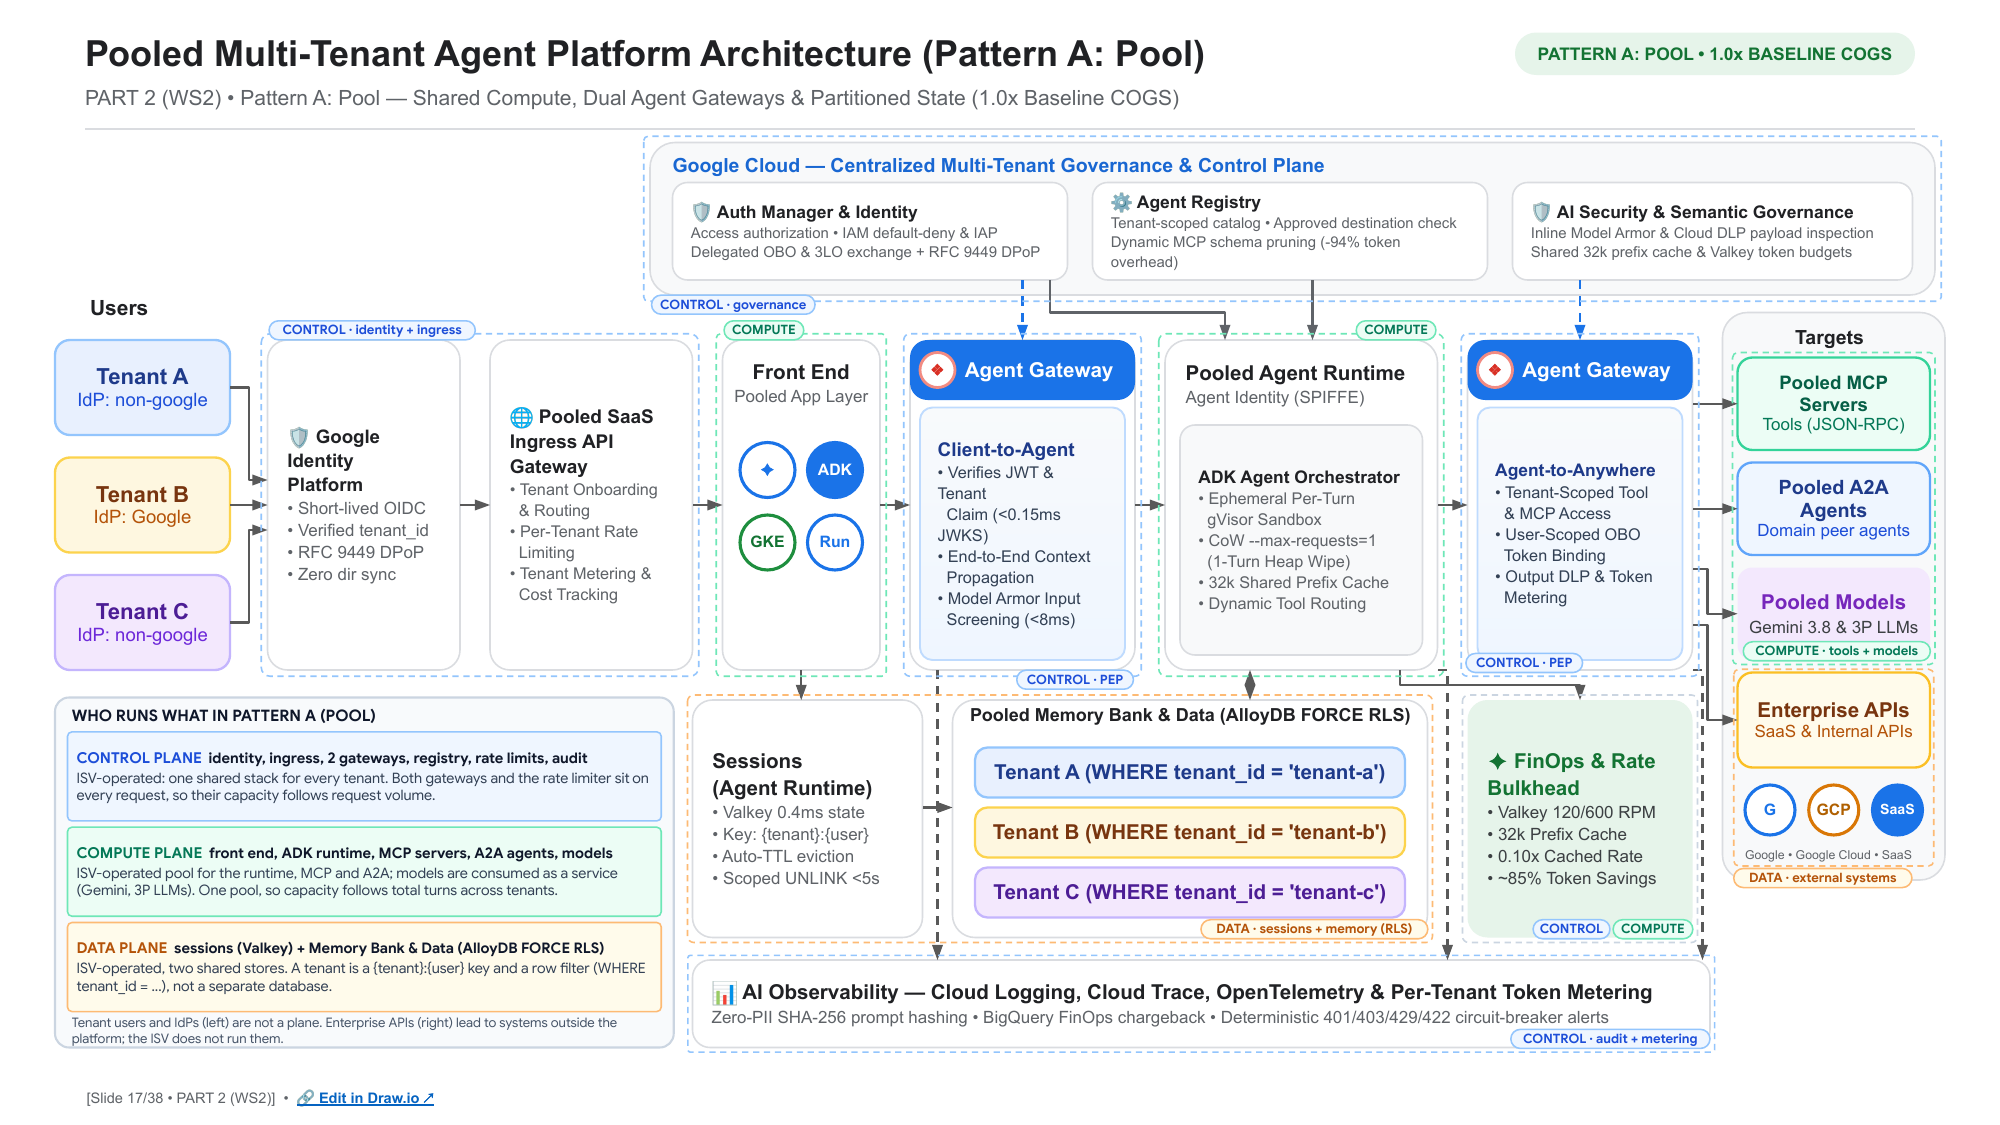 Pooled Multi-Tenant Agent Platform Architecture (Pattern A: Pool)
PATTERN A: POOL • 1.0x BASELINE COGS
PART 2 (WS2) • Pattern A: Pool — Shared Compute, Dual Agent Gateways & Partitioned State (1.0x Baseline COGS)
Google Cloud — Centralized Multi-Tenant Governance & Control Plane
Auth Manager & Identity
Access authorization • IAM default-deny & IAP
Delegated OBO & 3LO exchange + RFC 9449 DPoP
Agent Registry
Tenant-scoped catalog • Approved destination check
Dynamic MCP schema pruning (-94% token
overhead)
AI Security & Semantic Governance
Inline Model Armor & Cloud DLP payload inspection
Shared 32k prefix cache & Valkey token budgets
CONTROL · governance
Users
Tenant A
IdP: non-google
Tenant B
IdP: Google
Tenant C
IdP: non-google
CONTROL · identity + ingress
Google
Identity
Platform
• Short-lived OIDC
• Verified tenant_id
• RFC 9449 DPoP
• Zero dir sync
Pooled SaaS
Ingress API
Gateway
• Tenant Onboarding
& Routing
• Per-Tenant Rate
Limiting
• Tenant Metering &
Cost Tracking
COMPUTE
Front End
Pooled App Layer
ADK
GKE
Run
Agent Gateway
Client-to-Agent
• Verifies JWT &
Tenant
Claim (<0.15ms
JWKS)
• End-to-End Context
Propagation
• Model Armor Input
Screening (<8ms)
CONTROL · PEP
COMPUTE
Pooled Agent Runtime
Agent Identity (SPIFFE)
ADK Agent Orchestrator
• Ephemeral Per-Turn
gVisor Sandbox
• CoW --max-requests=1
(1-Turn Heap Wipe)
• 32k Shared Prefix Cache
• Dynamic Tool Routing
Agent Gateway
Agent-to-Anywhere
• Tenant-Scoped Tool
& MCP Access
• User-Scoped OBO
Token Binding
• Output DLP & Token
Metering
CONTROL · PEP
Targets
Pooled MCP
Servers
Tools (JSON-RPC)
Pooled A2A
Agents
Domain peer agents
Pooled Models
Gemini 3.8 & 3P LLMs
COMPUTE · tools + models
Enterprise APIs
SaaS & Internal APIs
G
GCP
SaaS
Google • Google Cloud • SaaS
DATA · external systems
WHO RUNS WHAT IN PATTERN A (POOL)
CONTROL PLANE identity, ingress, 2 gateways, registry, rate limits, audit
ISV-operated: one shared stack for every tenant. Both gateways and the rate limiter sit on
every request, so their capacity follows request volume.
COMPUTE PLANE front end, ADK runtime, MCP servers, A2A agents, models
ISV-operated pool for the runtime, MCP and A2A; models are consumed as a service
(Gemini, 3P LLMs). One pool, so capacity follows total turns across tenants.
DATA PLANE sessions (Valkey) + Memory Bank & Data (AlloyDB FORCE RLS)
ISV-operated, two shared stores. A tenant is a {tenant}:{user} key and a row filter (WHERE
tenant_id = ...), not a separate database.
Tenant users and IdPs (left) are not a plane. Enterprise APIs (right) lead to systems outside the
platform; the ISV does not run them.
Sessions
(Agent Runtime)
• Valkey 0.4ms state
• Key: {tenant}:{user}
• Auto-TTL eviction
• Scoped UNLINK <5s
Pooled Memory Bank & Data (AlloyDB FORCE RLS)
Tenant A (WHERE tenant_id = 'tenant-a')
Tenant B (WHERE tenant_id = 'tenant-b')
Tenant C (WHERE tenant_id = 'tenant-c')
DATA · sessions + memory (RLS)
FinOps & Rate
Bulkhead
• Valkey 120/600 RPM
• 32k Prefix Cache
• 0.10x Cached Rate
• ~85% Token Savings
CONTROL
COMPUTE
AI Observability — Cloud Logging, Cloud Trace, OpenTelemetry & Per-Tenant Token Metering
Zero-PII SHA-256 prompt hashing • BigQuery FinOps chargeback • Deterministic 401/403/429/422 circuit-breaker alerts
CONTROL · audit + metering
[Slide 17/38 • PART 2 (WS2)] • 🔗 Edit in Draw.io ↗